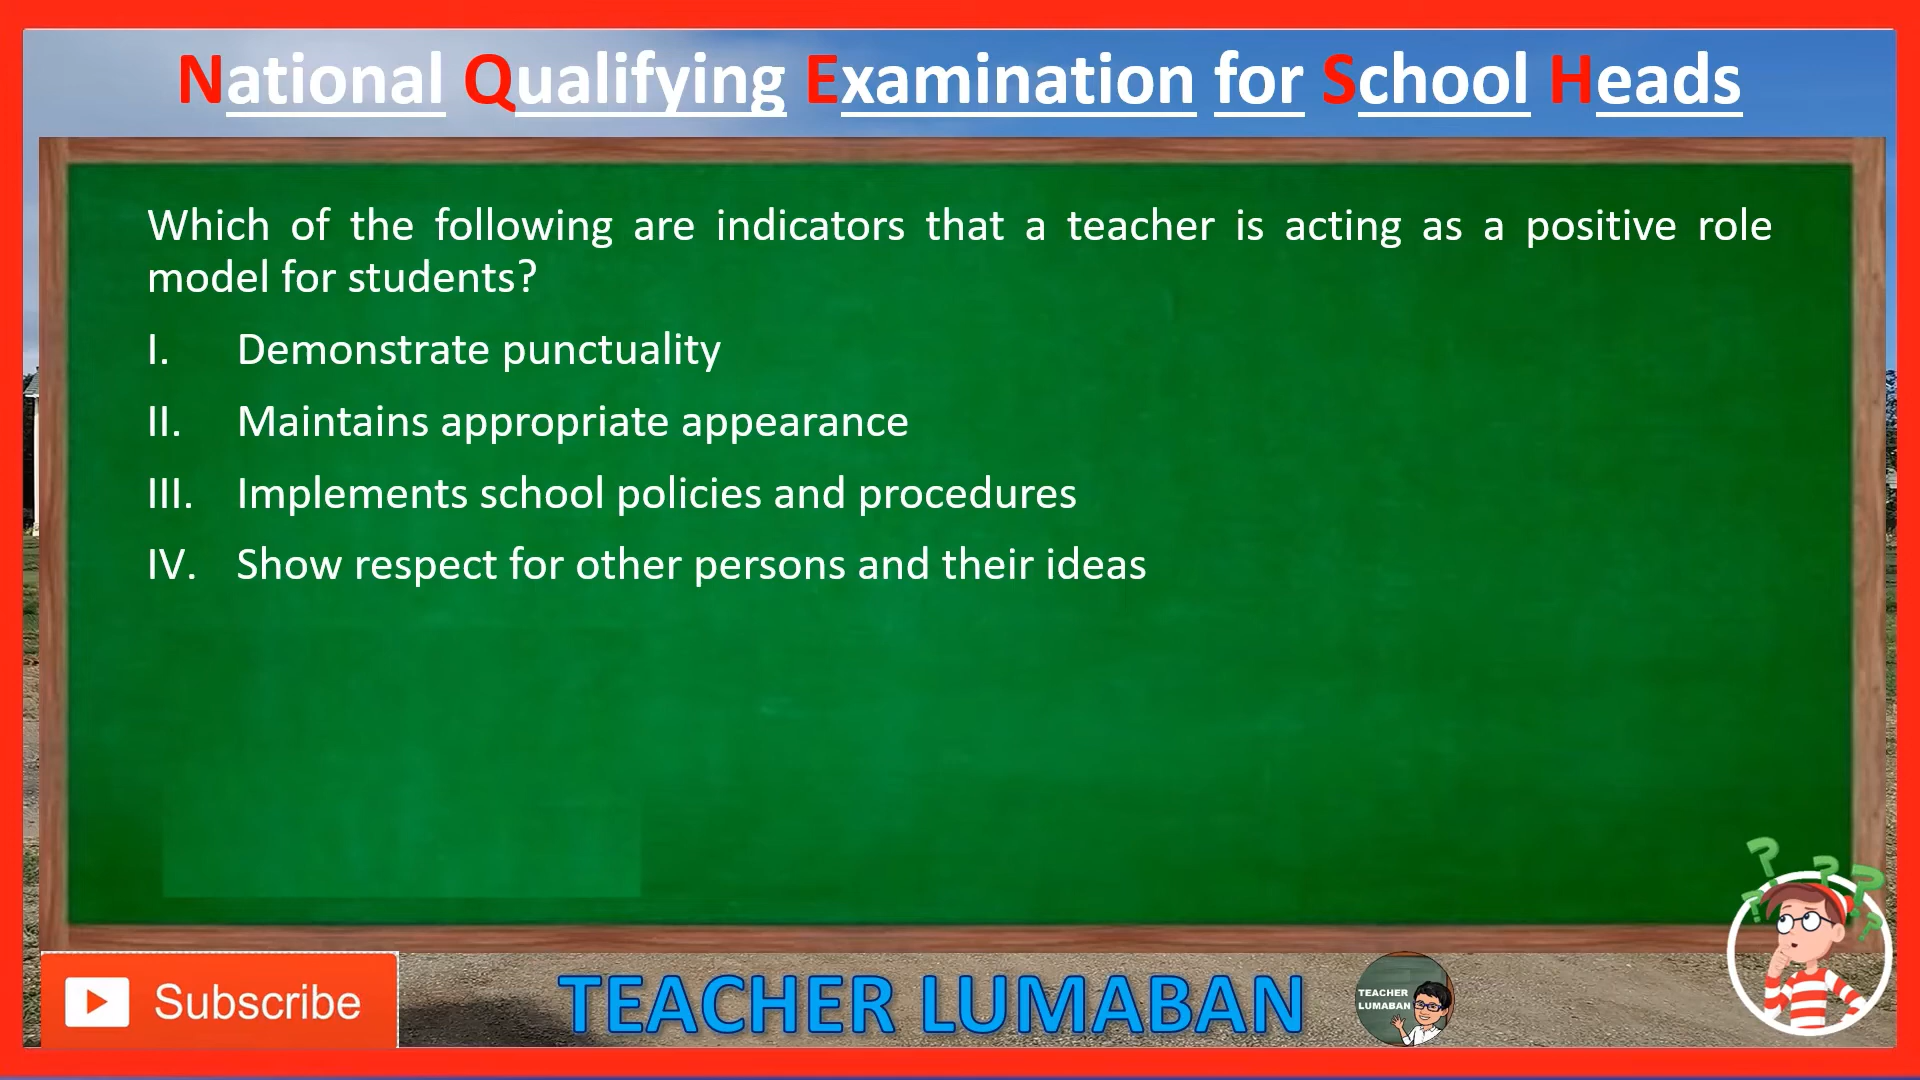 National Qualifying Examination for School Heads
Which of the following are indicators that a teacher is acting as a positive role
model for students?
I. Demonstrate punctuality
II. Maintains appropriate appearance
III. Implements school policies and procedures
IV. Show respect for other persons and their ideas
Subscribe
TEACHER LUMABAN
TEACHER
LUMABAN